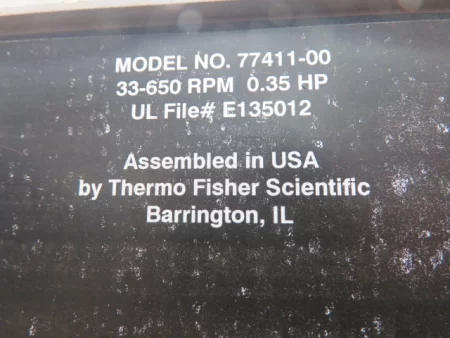 MODEL NO. 77411-00
33-650 RPM 0.35 HP
UL File# E135012
Assembled in USA
by Thermo Fisher Scientific
Barrington, IL